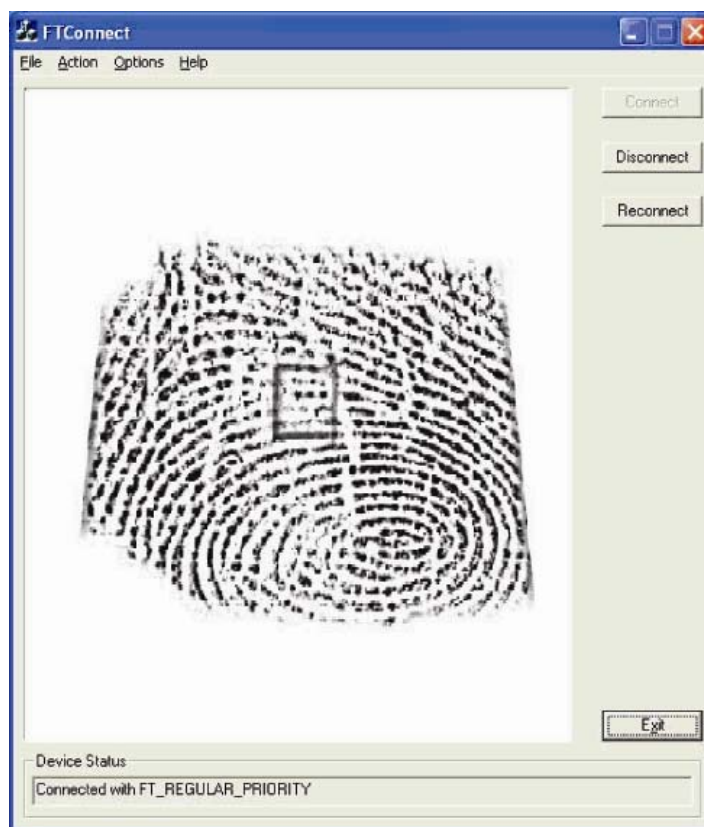 FTConnect
File Action Options Help
Connect
Disconnect
Reconnect
Exit
Device Status
Connected with FT_REGULAR_PRIORITY